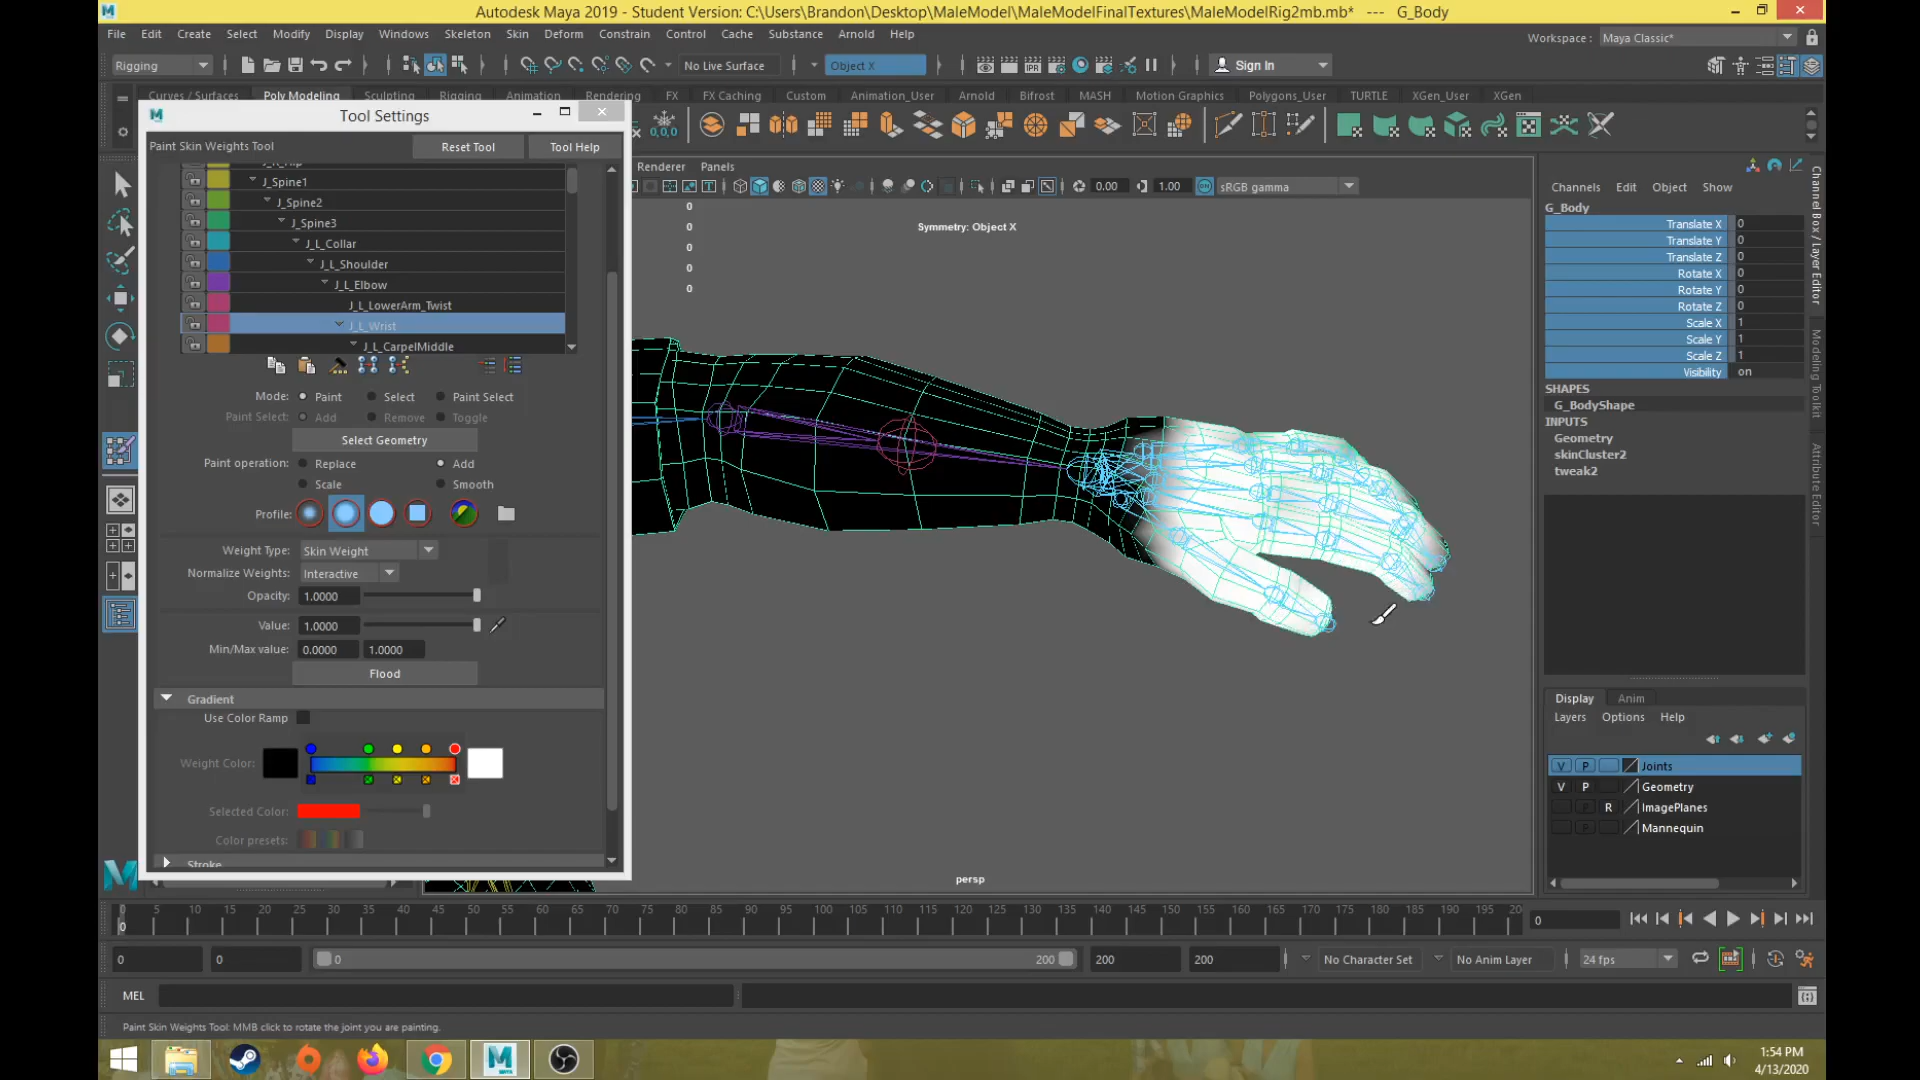 Autodesk Maya 2019 - Student Version: C:\Users\Brandon\Desktop\MaleModel\MaleModelFinalTextures\MaleModelRig2mb.mb* --- G_Body
File Edit Create Select Modify Display Windows Skeleton Skin Deform Constrain Control Cache Substance Arnold Help
Workspace : Maya Classic*
Rigging No Live Surface Object X Sign In
Curves / Surfaces Poly Modeling Sculpting Rigging Animation Rendering FX FX Caching Custom Animation_User Arnold Bifrost MASH Motion Graphics Polygons_User TURTLE XGen_User XGen
Tool Settings
Paint Skin Weights Tool Reset Tool Tool Help
Renderer Panels
0.00 1.00 sRGB gamma
J_Spine1
J_Spine2
J_Spine3
J_L_Collar
J_L_Shoulder
J_L_Elbow
J_L_LowerArm_Twist
J_L_Wrist
J_L_CarpelMiddle
Mode: Paint Select Paint Select
Paint Select: Add Remove Toggle
Select Geometry
Paint operation: Replace Add
Scale Smooth
Profile:
Weight Type: Skin Weight
Normalize Weights: Interactive
Opacity: 1.0000
Value: 1.0000
Min/Max value: 0.0000 1.0000
Flood
Gradient
Use Color Ramp
Weight Color:
Selected Color:
Color presets:
Stroke
0
0
0
0
0
Symmetry: Object X
persp
Channels Edit Object Show
G_Body
Translate X 0
Translate Y 0
Translate Z 0
Rotate X 0
Rotate Y 0
Rotate Z 0
Scale X 1
Scale Y 1
Scale Z 1
Visibility on
SHAPES
G_BodyShape
INPUTS
Geometry
skinCluster2
tweak2
Channel Box / Layer Editor
Modeling Toolkit
Attribute Editor
Display Anim
Layers Options Help
V P Joints
V P Geometry
P R ImagePlanes
P Mannequin
0 5 10 15 20 25 30 35 40 45 50 55 60 65 70 75 80 85 90 95 100 105 110 115 120 125 130 135 140 145 150 155 160 165 170 175 180 185 190 195 20
0 0
0 0 0 200 200 200 No Character Set No Anim Layer 24 fps
MEL
Paint Skin Weights Tool: MMB click to rotate the joint you are painting.
1:54 PM
4/13/2020